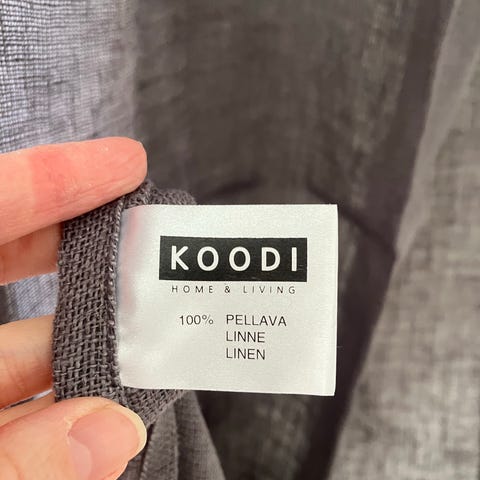 KOODI
HOME & LIVING
100% PELLAVA
LINNE
LINEN